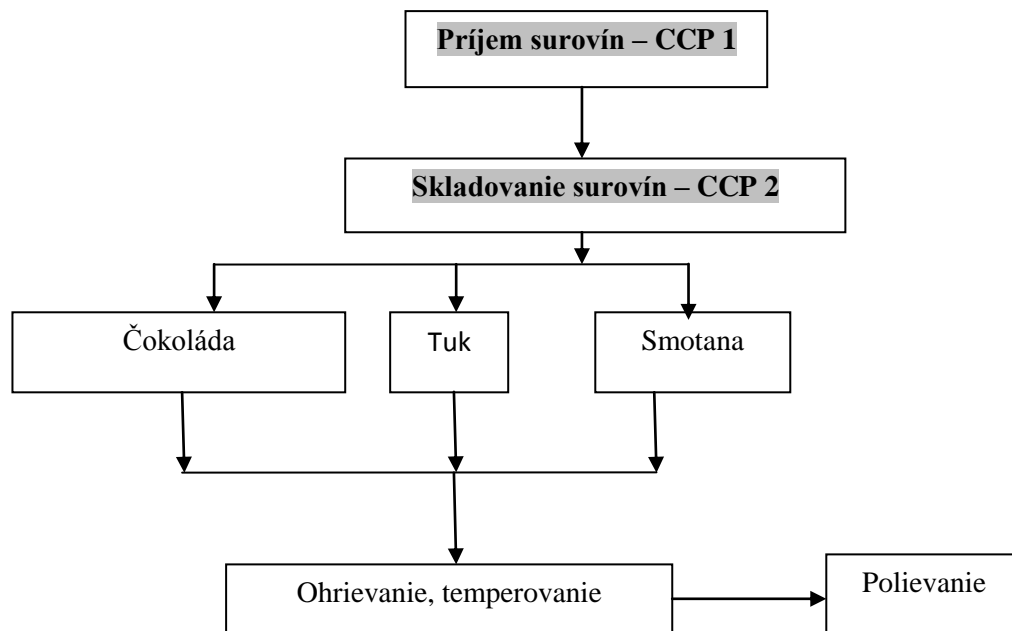 Príjem surovín – CCP 1
Skladovanie surovín – CCP 2
Čokoláda
Tuk
Smotana
Ohrievanie, temperovanie
Polievanie